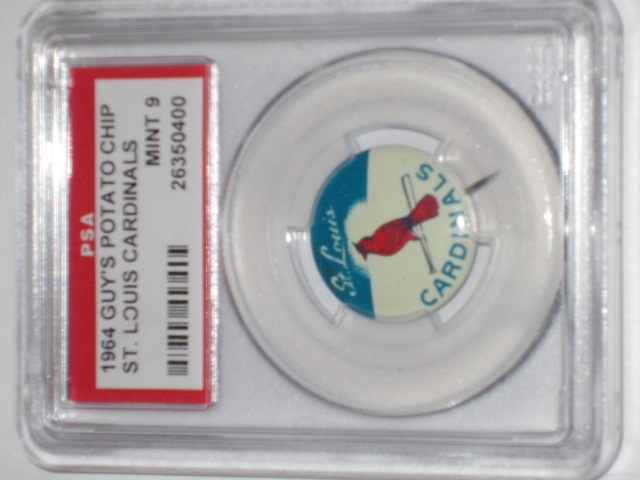 PSA
1964 GUY'S POTATO CHIP
ST. LOUIS CARDINALS
MINT 9
26350400
St. Louis
CARDINALS